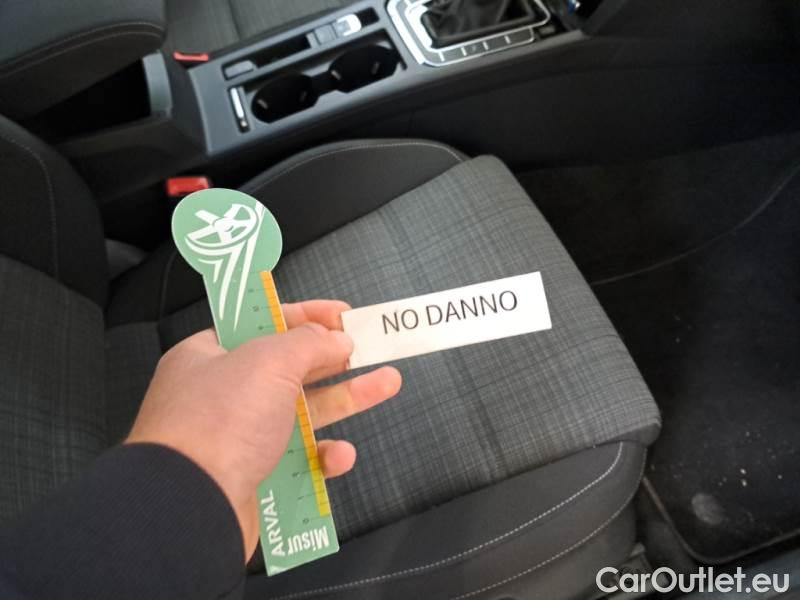 NO DANNO
Misur
ARVAL
CarOutlet.eu